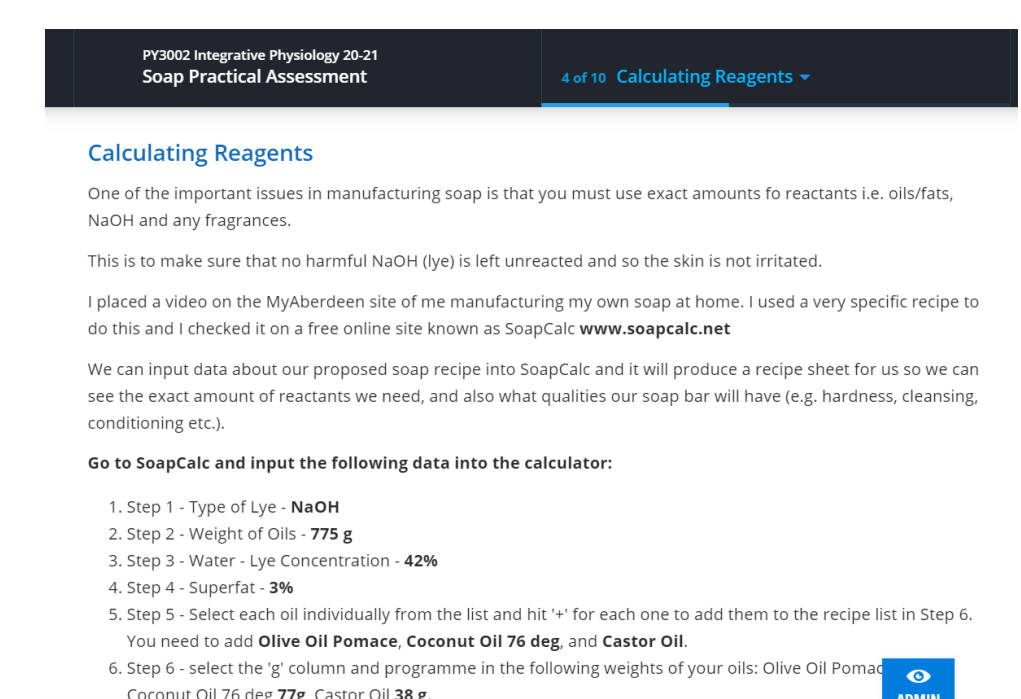 PY3002 Integrative Physiology 20-21
Soap Practical Assessment
4 of 10 Calculating Reagents
Calculating Reagents
One of the important issues in manufacturing soap is that you must use exact amounts fo reactants i.e. oils/fats,
NaOH and any fragrances.
This is to make sure that no harmful NaOH (lye) is left unreacted and so the skin is not irritated.
I placed a video on the MyAberdeen site of me manufacturing my own soap at home. I used a very specific recipe to
do this and I checked it on a free online site known as SoapCalc www.soapcalc.net
We can input data about our proposed soap recipe into SoapCalc and it will produce a recipe sheet for us so we can
see the exact amount of reactants we need, and also what qualities our soap bar will have (e.g. hardness, cleansing,
conditioning etc.).
Go to SoapCalc and input the following data into the calculator:
1. Step 1 - Type of Lye - NaOH
2. Step 2 - Weight of Oils - 775 g
3. Step 3 - Water - Lye Concentration - 42%
4. Step 4 - Superfat - 3%
5. Step 5 - Select each oil individually from the list and hit '+' for each one to add them to the recipe list in Step 6.
You need to add Olive Oil Pomace, Coconut Oil 76 deg, and Castor Oil.
6. Step 6 - select the 'g' column and programme in the following weights of your oils: Olive Oil
Coconut Oil 76 deg 77g, Castor Oil 38 g.
ADMIN